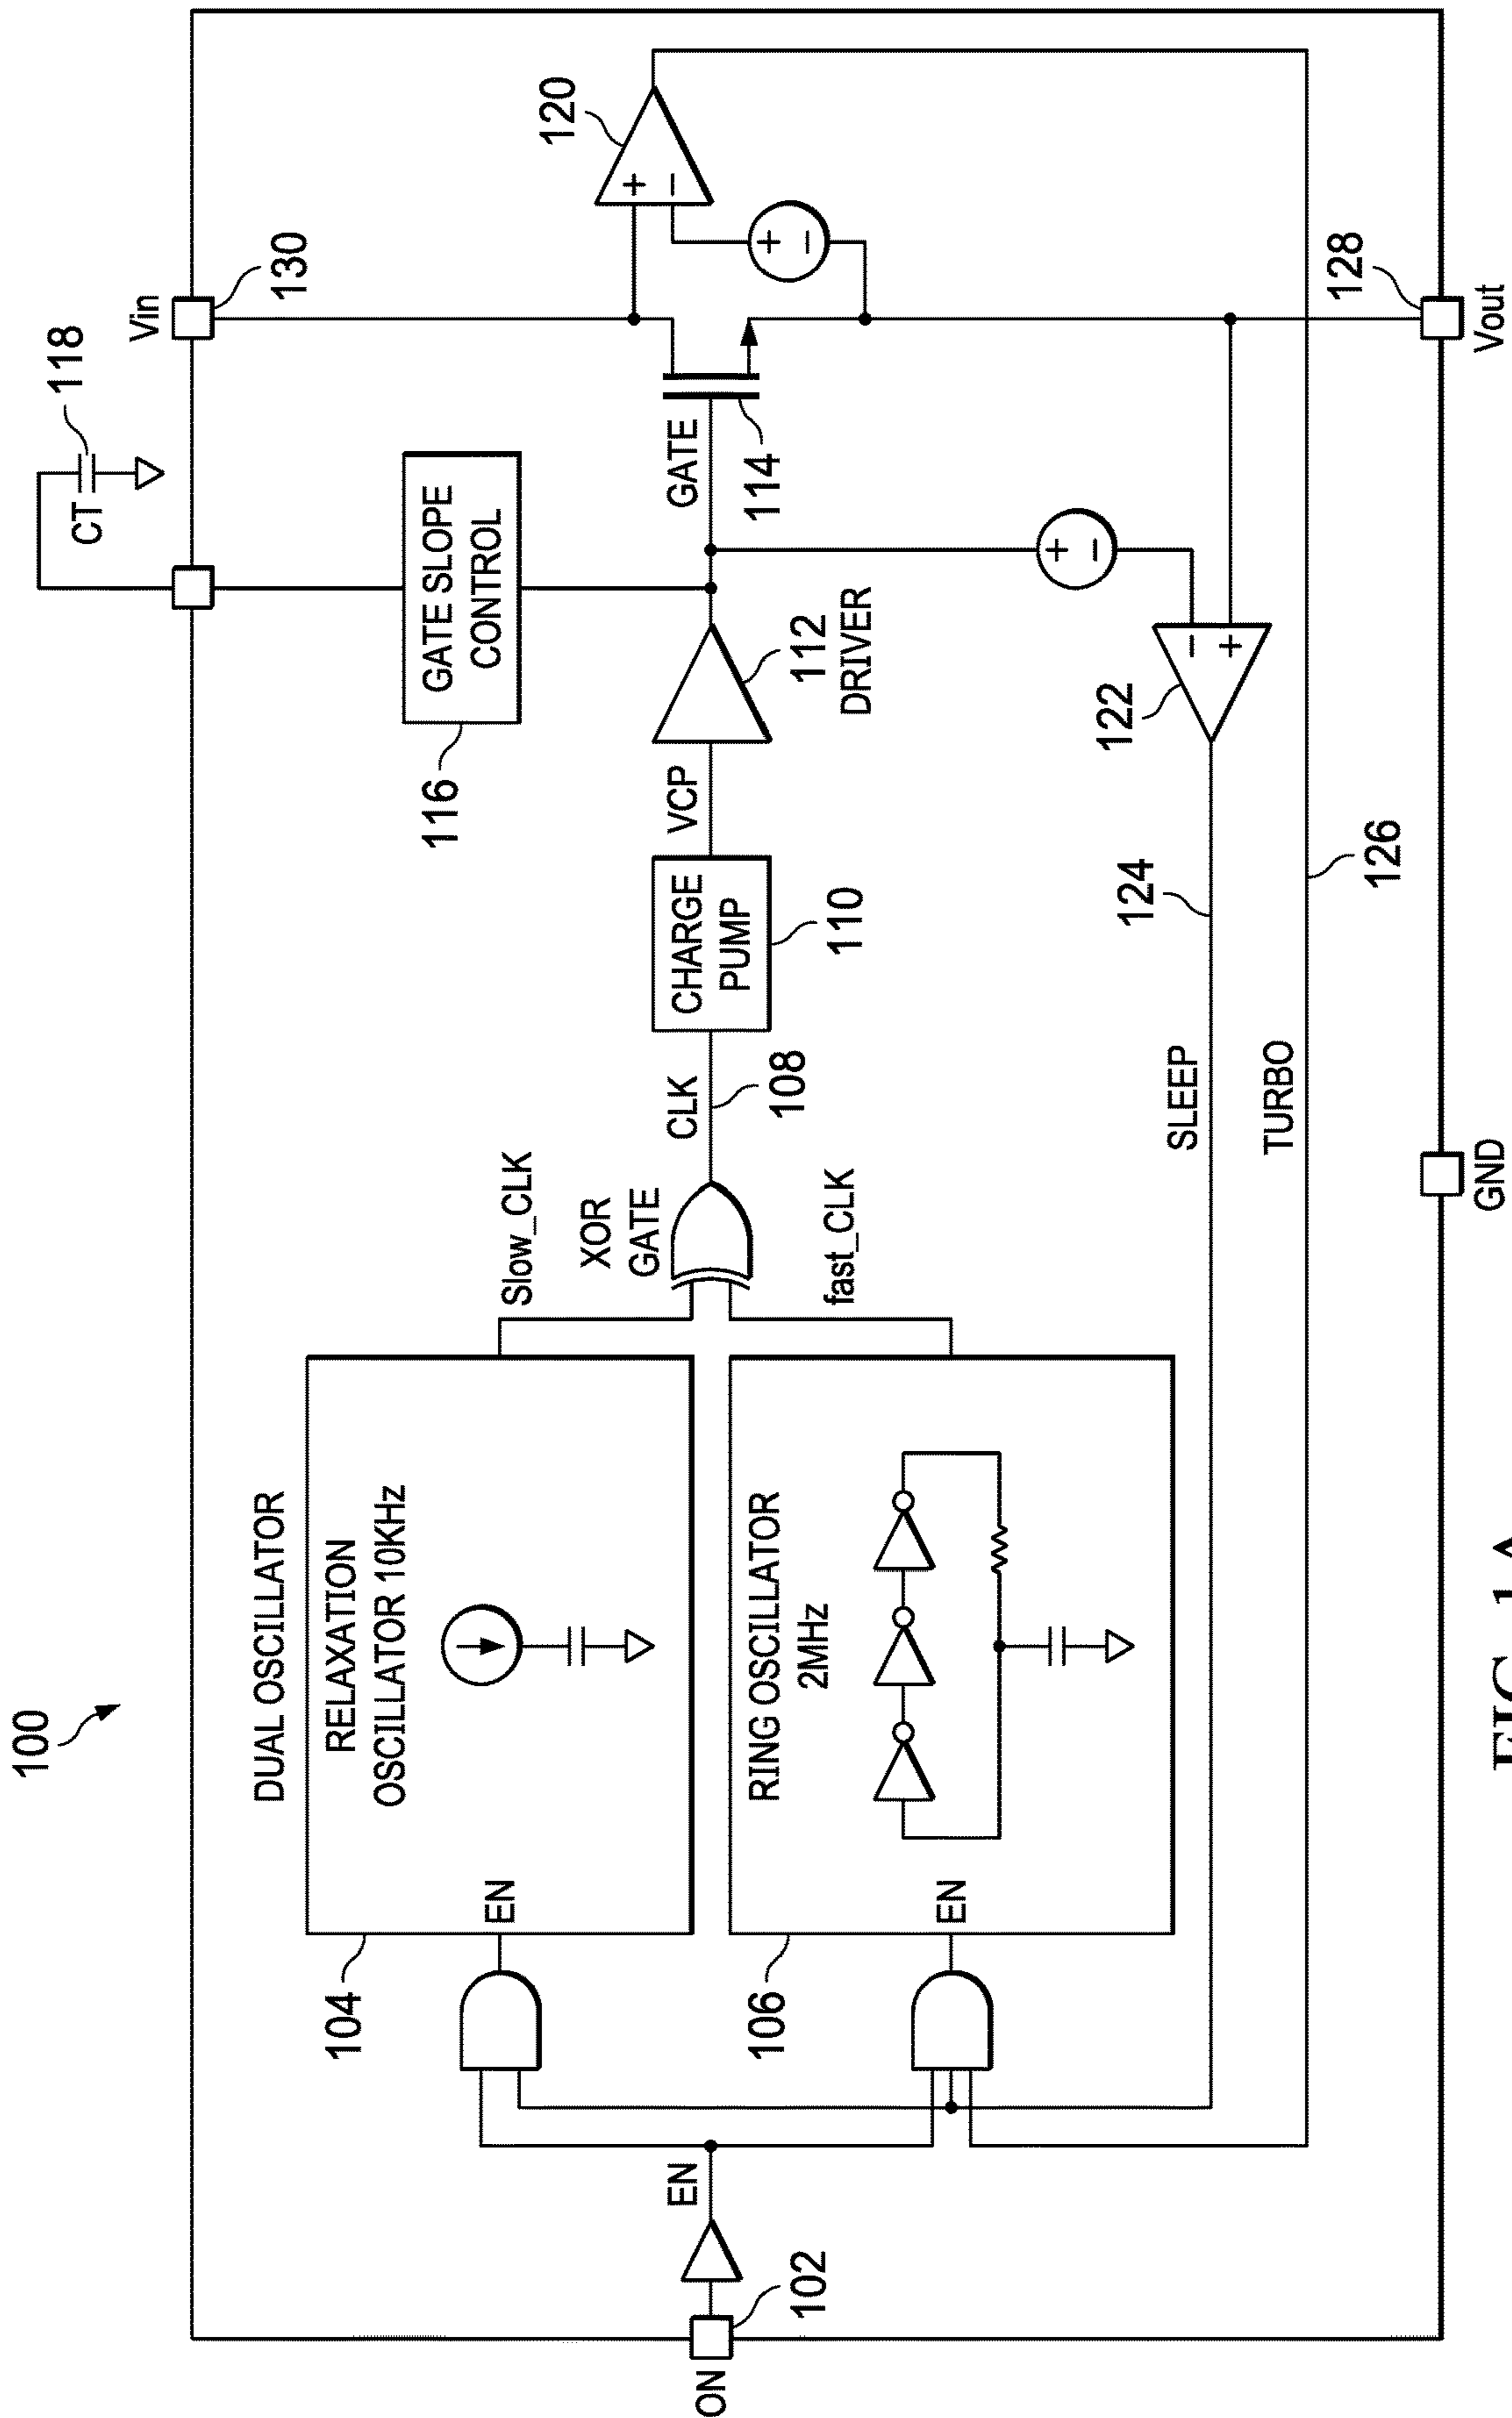 100
DUAL OSCILLATOR
104
RELAXATION
OSCILLATOR 10KHz
EN
106
RING OSCILLATOR
2MHz
EN
ON
102
EN
Slow_CLK
XOR
GATE
fast_CLK
CLK
108
CHARGE
PUMP
110
VCP
112
DRIVER
116
GATE SLOPE
CONTROL
CT
118
GATE
114
Vin
130
120
+
−
+
−
+
−
−
+
122
124
SLEEP
126
TURBO
128
Vout
GND
FIG. 1A